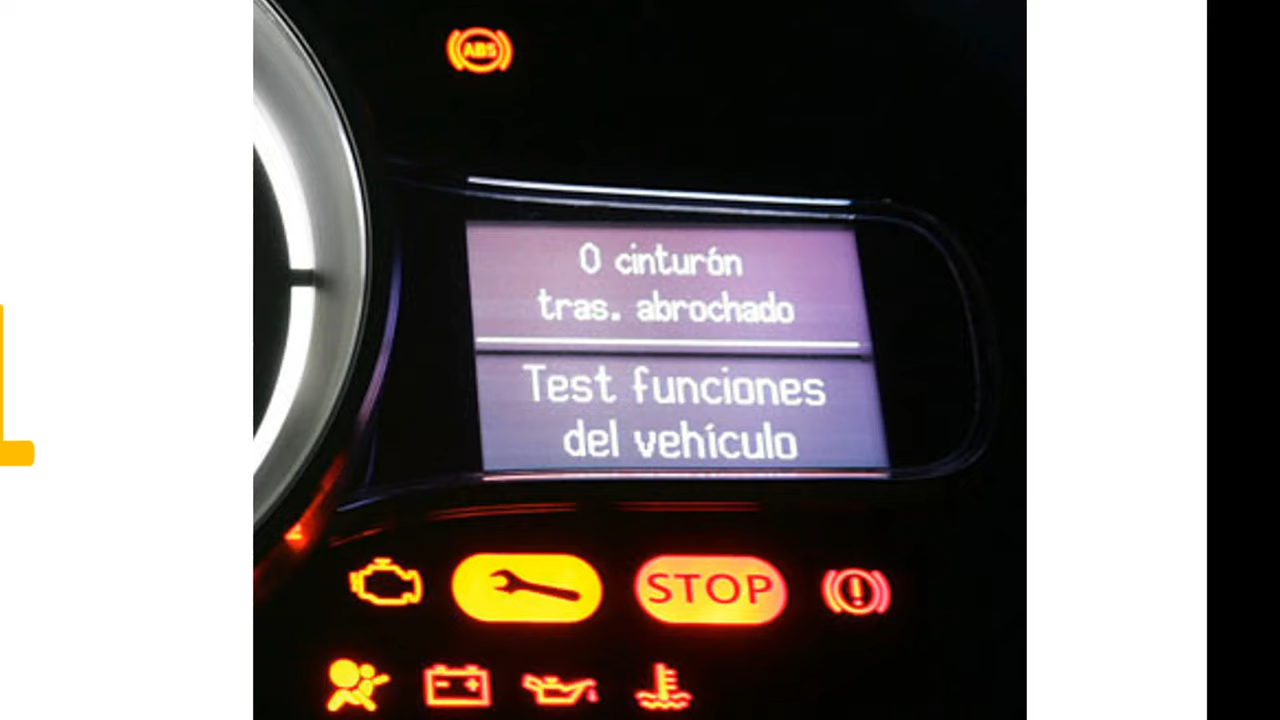 ABS
0 cinturón
tras. abrochado
Test funciones
del vehículo
STOP